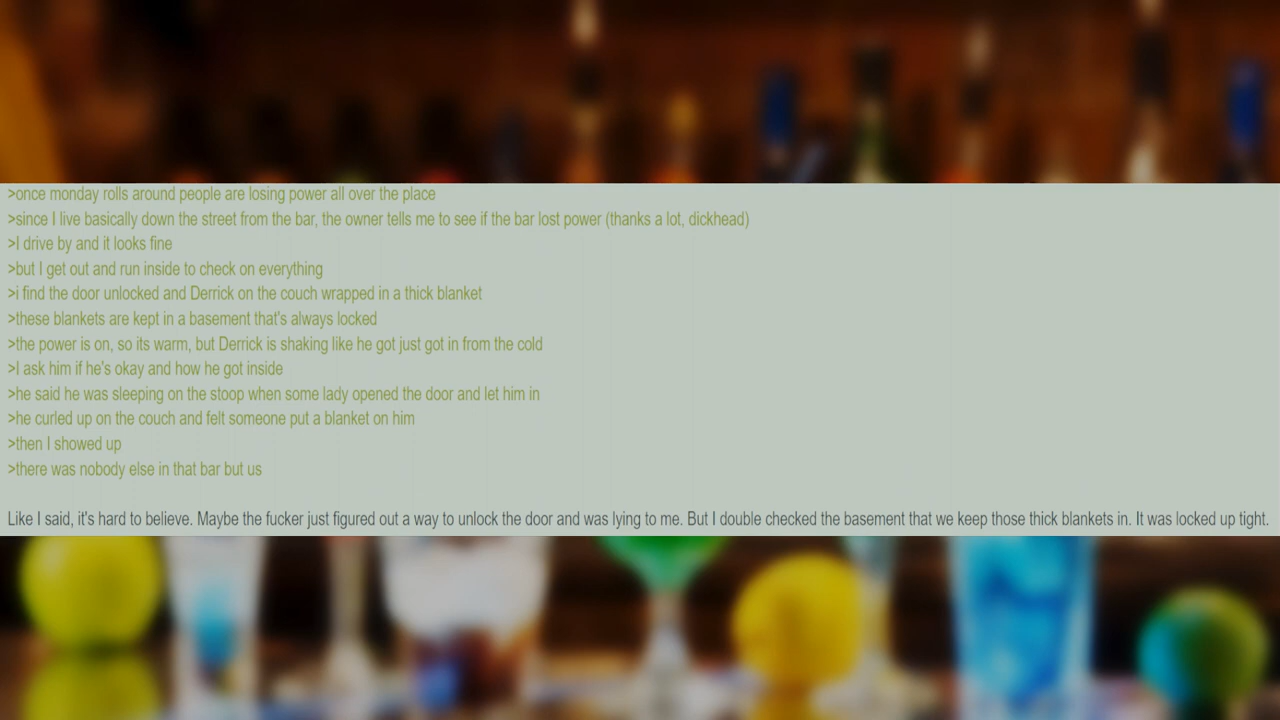 >once monday rolls around people are losing power all over the place
>since I live basically down the street from the bar, the owner tells me to see if the bar lost power (thanks a lot, dickhead)
>I drive by and it looks fine
>but I get out and run inside to check on everything
>i find the door unlocked and Derrick on the couch wrapped in a thick blanket
>these blankets are kept in a basement that's always locked
>the power is on, so its warm, but Derrick is shaking like he got just got in from the cold
>I ask him if he's okay and how he got inside
>he said he was sleeping on the stoop when some lady opened the door and let him in
>he curled up on the couch and felt someone put a blanket on him
>then I showed up
>there was nobody else in that bar but us
Like I said, it's hard to believe. Maybe the fucker just figured out a way to unlock the door and was lying to me. But I double checked the basement that we keep those thick blankets in. It was locked up tight.